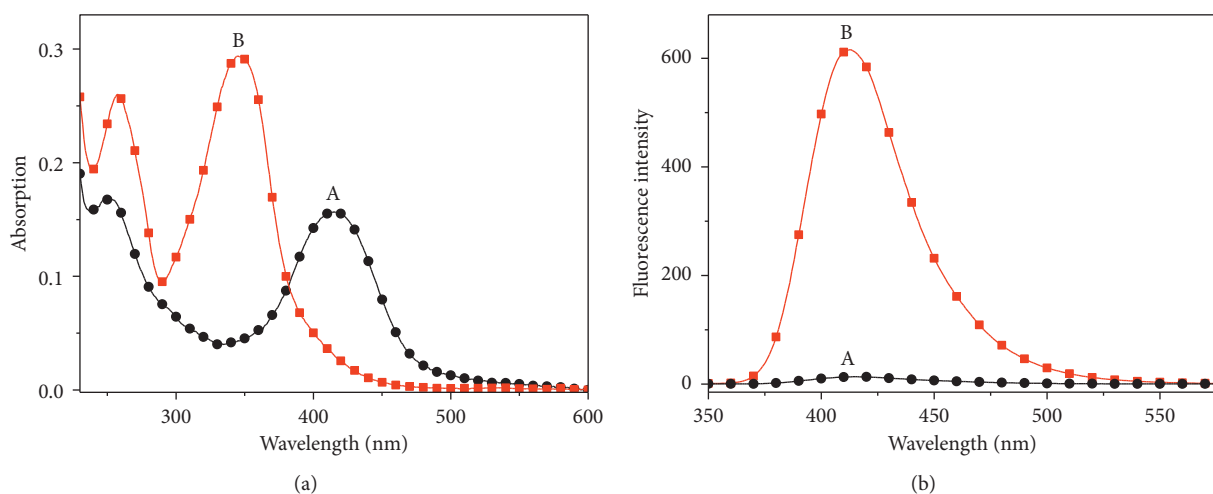 B
A
0.3
0.2
0.1
0.0
Absorption
300
400
500
600
Wavelength (nm)
(a)
B
A
600
400
200
0
Fluorescence intensity
350
400
450
500
550
Wavelength (nm)
(b)